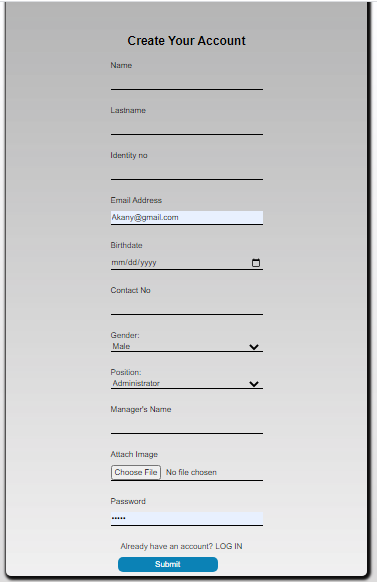 Create Your Account
Name
Lastname
Identity no
Email Address
Akany@gmail.com
Birthdate
mm/dd/yyyy
Contact No
Gender:
Male
Position:
Administrator
Manager's Name
Attach Image
Choose File No file chosen
Password
•••••
Already have an account? LOG IN
Submit